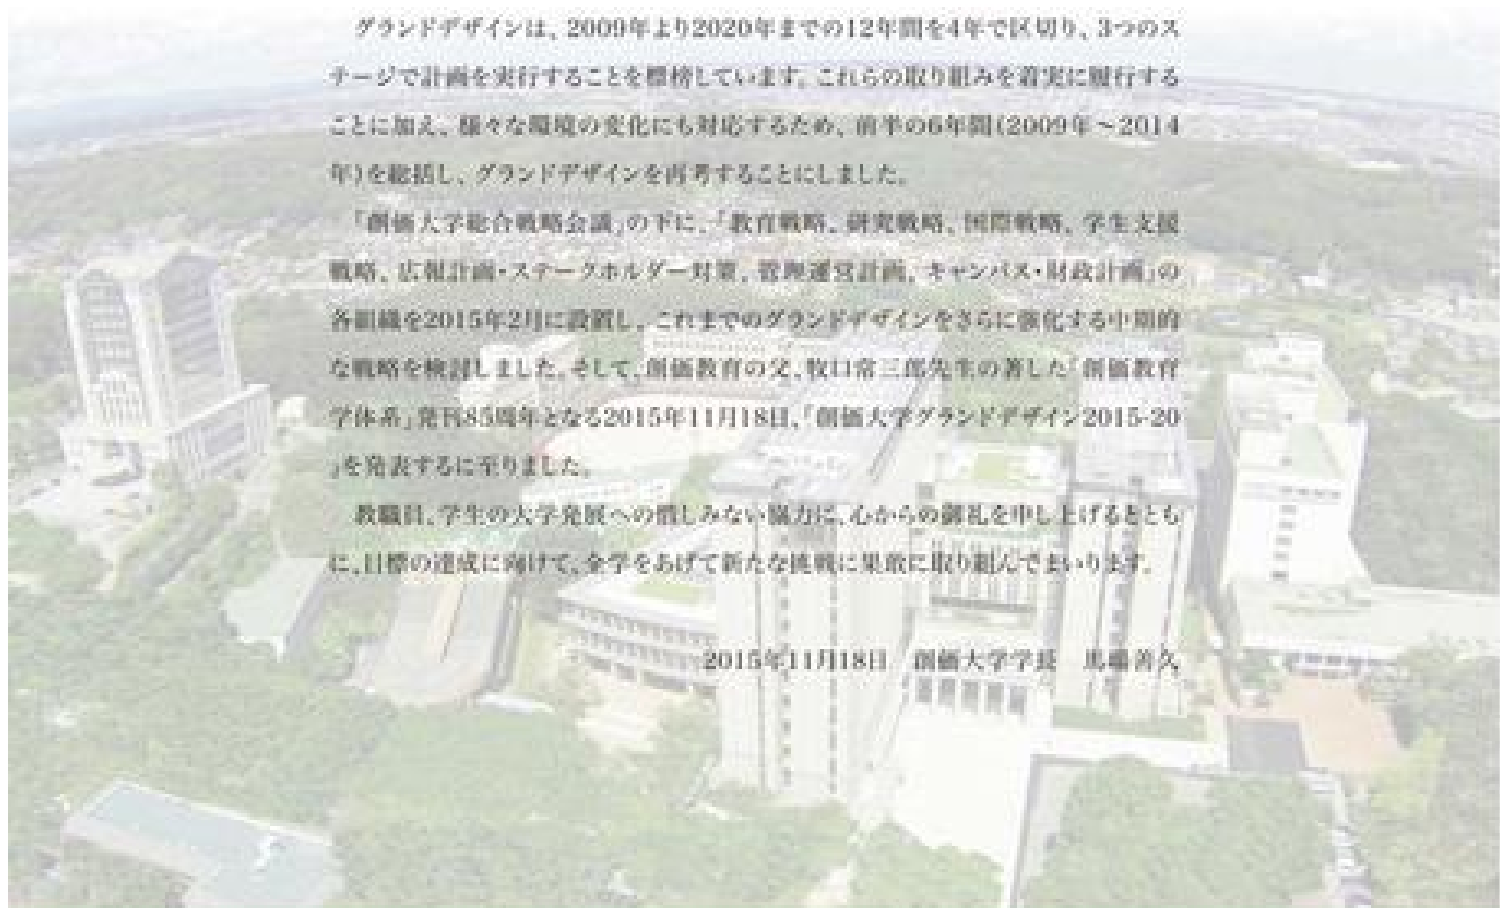 グランドデザインは、2009年より2020年までの12年間を4年で区切り、3つのス
テージで計画を実行することを標榜しています。これらの取り組みを着実に履行する
ことに加え、様々な環境の変化にも対応するため、前半の6年間(2009年～2014
年)を総括し、グランドデザインを再考することにしました。
「創価大学総合戦略会議」の下に、「教育戦略、研究戦略、国際戦略、学生支援
戦略、広報計画・ステークホルダー対策、管理運営計画、キャンパス・財政計画」の
各組織を2015年2月に設置し、これまでのグランドデザインをさらに強化する中期的
な戦略を検討しました。そして、創価教育の父、牧口常三郎先生の著した「創価教育
学体系」発刊85周年となる2015年11月18日、「創価大学グランドデザイン2015-20
」を発表するに至りました。
教職員、学生の大学発展への惜しみない協力に、心からの御礼を申し上げるととも
に、目標の達成に向けて、全学をあげて新たな挑戦に果敢に取り組んでまいります。
2015年11月18日 創価大学学長 馬場善久